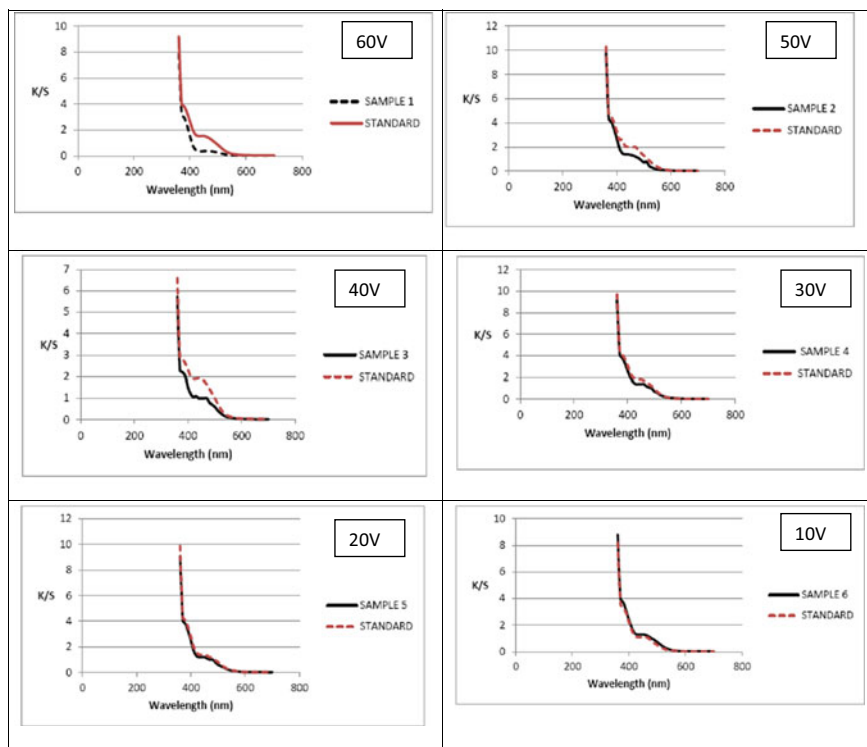 60V
10
8
6
4
2
0
K/S
0 200 400 600 800
Wavelength (nm)
SAMPLE 1
STANDARD
50V
12
10
8
6
4
2
0
K/S
0 200 400 600 800
Wavelength (nm)
SAMPLE 2
STANDARD
40V
7
6
5
4
3
2
1
0
K/S
0 200 400 600 800
Wavelength (nm)
SAMPLE 3
STANDARD
30V
12
10
8
6
4
2
0
K/S
0 200 400 600 800
Wavelength (nm)
SAMPLE 4
STANDARD
20V
12
10
8
6
4
2
0
K/S
0 200 400 600 800
Wavelength (nm)
SAMPLE 5
STANDARD
10V
10
8
6
4
2
0
K/S
0 200 400 600 800
Wavelength (nm)
SAMPLE 6
STANDARD